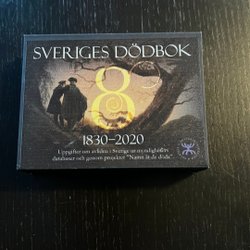 SVERIGES DÖDBOK
8
1830–2020
Uppgifter om avlidna i Sverige ur myndigheters
databaser och genom projektet "Namn åt de döda"